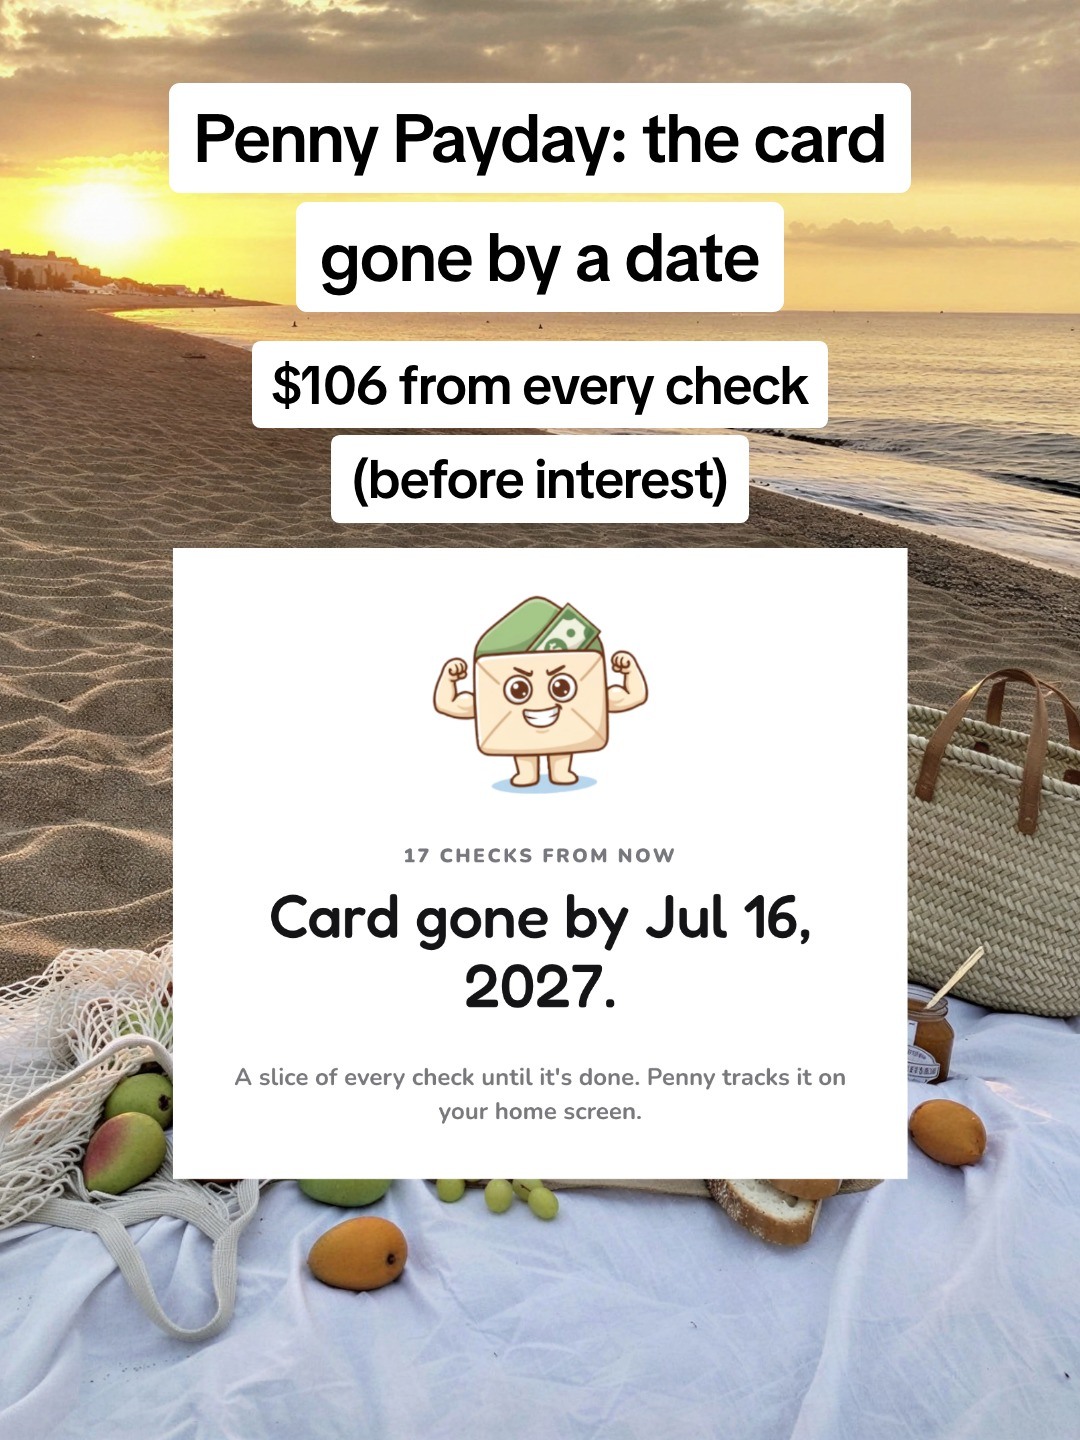 Penny Payday: the card
gone by a date
$106 from every check
(before interest)
17 CHECKS FROM NOW
Card gone by Jul 16,
2027.
A slice of every check until it's done. Penny tracks it on
your home screen.